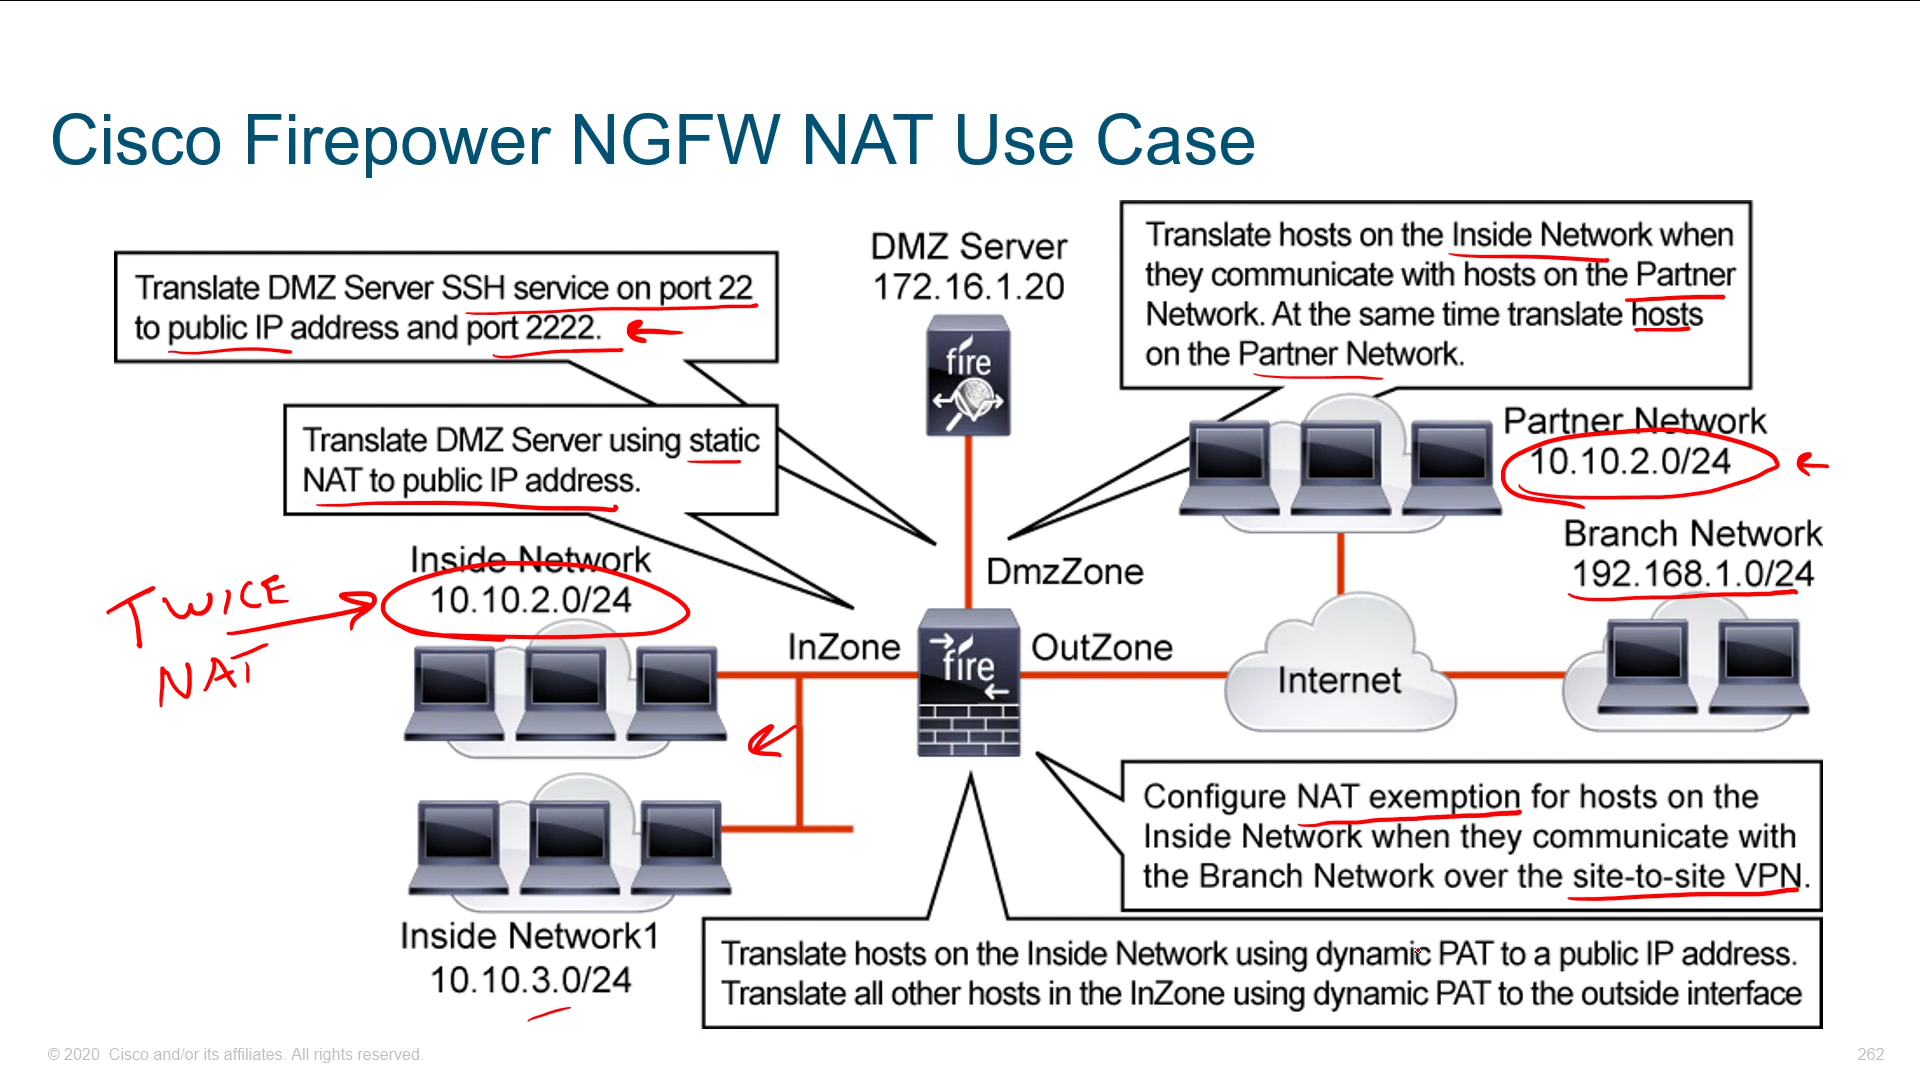 Cisco Firepower NGFW NAT Use Case
Translate DMZ Server SSH service on port 22
to public IP address and port 2222.
Translate DMZ Server using static
NAT to public IP address.
DMZ Server
172.16.1.20
fire
Translate hosts on the Inside Network when
they communicate with hosts on the Partner
Network. At the same time translate hosts
on the Partner Network.
Partner Network
10.10.2.0/24
Branch Network
192.168.1.0/24
Inside Network
10.10.2.0/24
TWICE
NAT
DmzZone
InZone
OutZone
fire
Internet
Inside Network1
10.10.3.0/24
Configure NAT exemption for hosts on the
Inside Network when they communicate with
the Branch Network over the site-to-site VPN.
Translate hosts on the Inside Network using dynamic PAT to a public IP address.
Translate all other hosts in the InZone using dynamic PAT to the outside interface
© 2020 Cisco and/or its affiliates. All rights reserved.
262